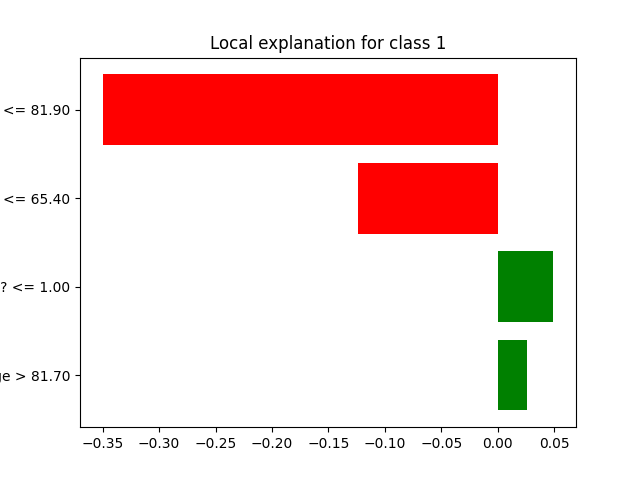 Local explanation for class 1
<= 81.90
<= 65.40
? <= 1.00
ge > 81.70
−0.35 −0.30 −0.25 −0.20 −0.15 −0.10 −0.05 0.00 0.05